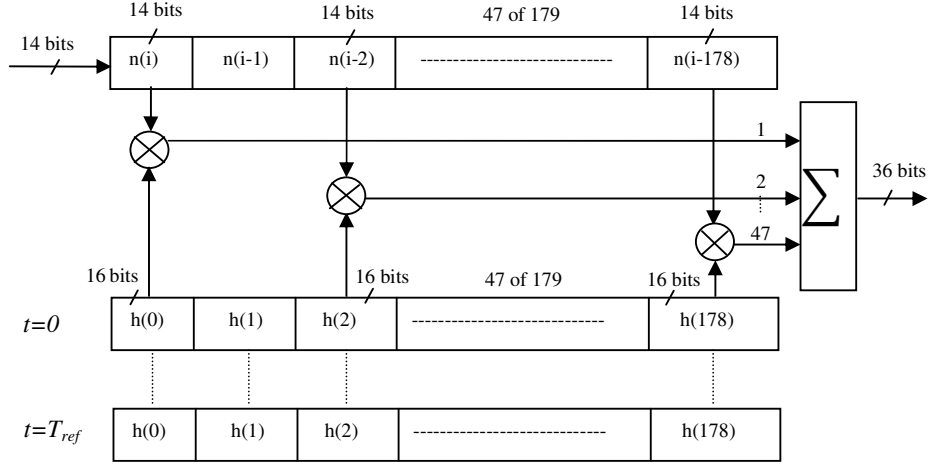 14 bits 14 bits 47 of 179 14 bits
14 bits
n(i) n(i-1) n(i-2) ---------------------------- n(i-178)
1
2
36 bits
∑
47
16 bits 16 bits 47 of 179 16 bits
t=0 h(0) h(1) h(2) ---------------------------- h(178)
t=Tref h(0) h(1) h(2) ---------------------------- h(178)